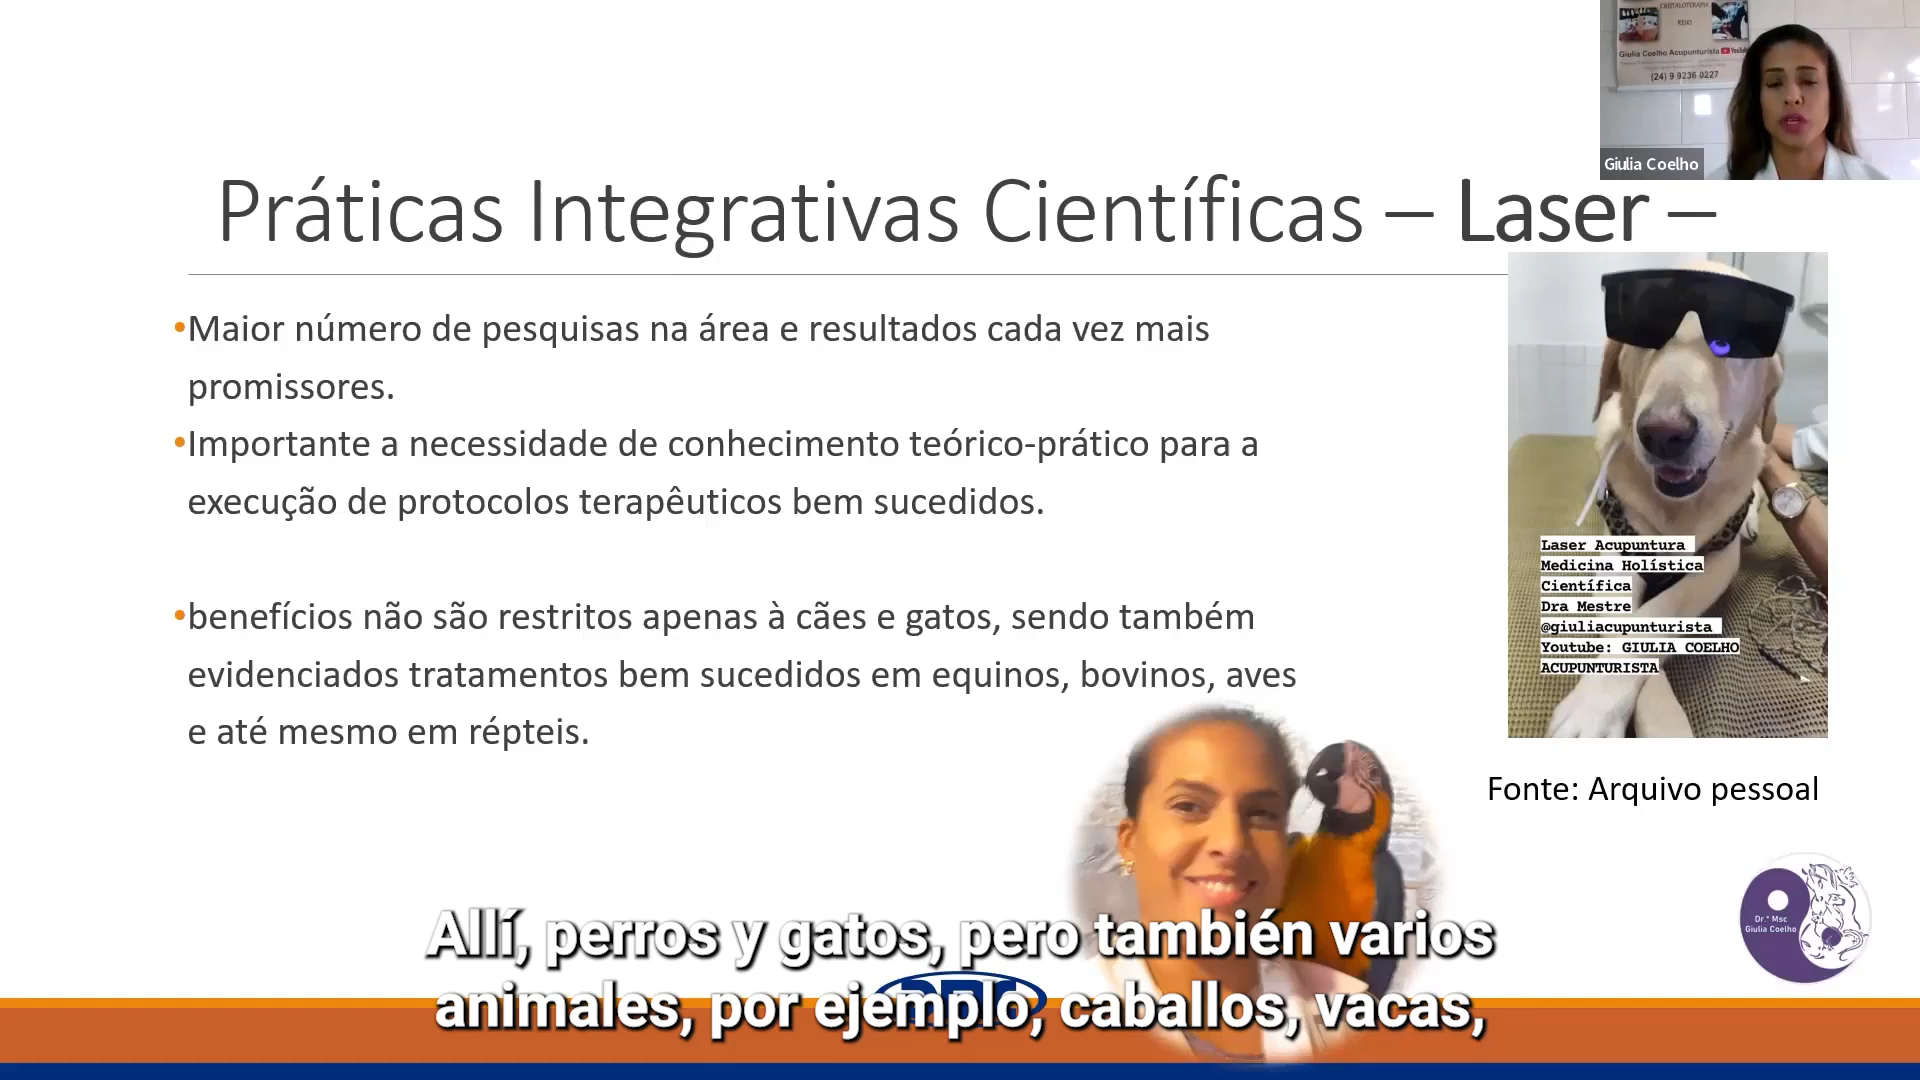 CRISTALOTERAPIA
REIKI
Giulia Coelho Acupunturista YouTube
(24) 9 9236 0227
Giulia Coelho
Práticas Integrativas Científicas – Laser –
•Maior número de pesquisas na área e resultados cada vez mais
promissores.
•Importante a necessidade de conhecimento teórico-prático para a
execução de protocolos terapêuticos bem sucedidos.
•benefícios não são restritos apenas à cães e gatos, sendo também
evidenciados tratamentos bem sucedidos em equinos, bovinos, aves
e até mesmo em répteis.
Laser Acupuntura
Medicina Holística
Científica
Dra Mestre
@giuliacupunturista
Youtube: GIULIA COELHO
ACUPUNTURISTA
Fonte: Arquivo pessoal
Dr.ª Msc
Giulia Coelho
Allí, perros y gatos, pero también varios
animales, por ejemplo, caballos, vacas,